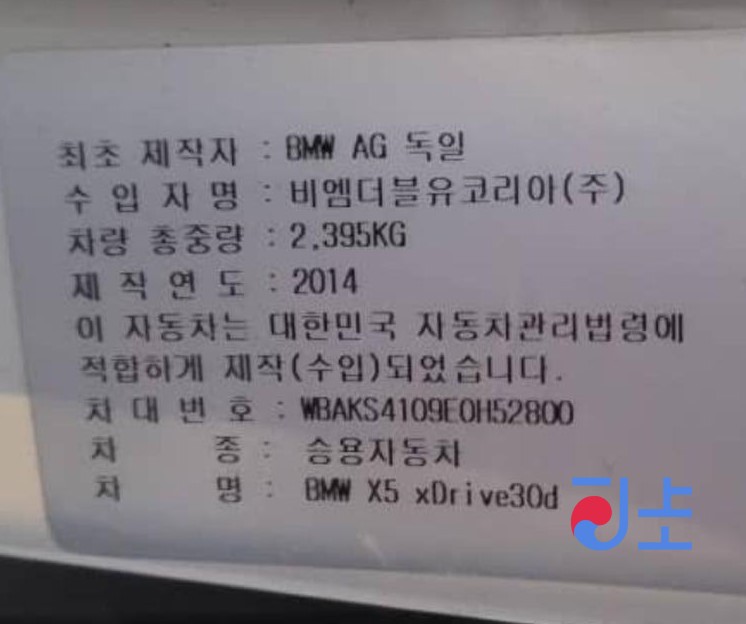 최초 제작자 : BMW AG 독일
수 입 자 명 : 비엠더블유코리아(주)
차량 총중량 : 2,395KG
제 작 연 도 : 2014
이 자동차는 대한민국 자동차관리법령에
적합하게 제작(수입)되었습니다.
차 대 번 호 : WBAKS4109E0H52800
차 종 : 승용자동차
차 명 : BMW X5 xDrive30d